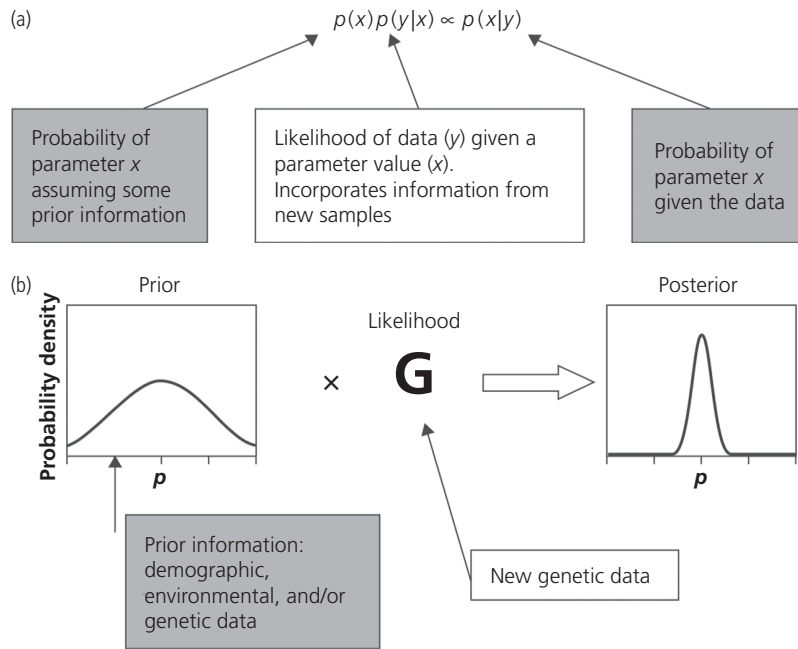 (a)
p(x)p(y|x) ∝ p(x|y)
Probability of
parameter x
assuming some
prior information
Likelihood of data (y) given a
parameter value (x).
Incorporates information from
new samples
Probability of
parameter x
given the data
(b)
Prior
Probability density
p
×
Likelihood
G
Posterior
p
Prior information:
demographic,
environmental, and/or
genetic data
New genetic data